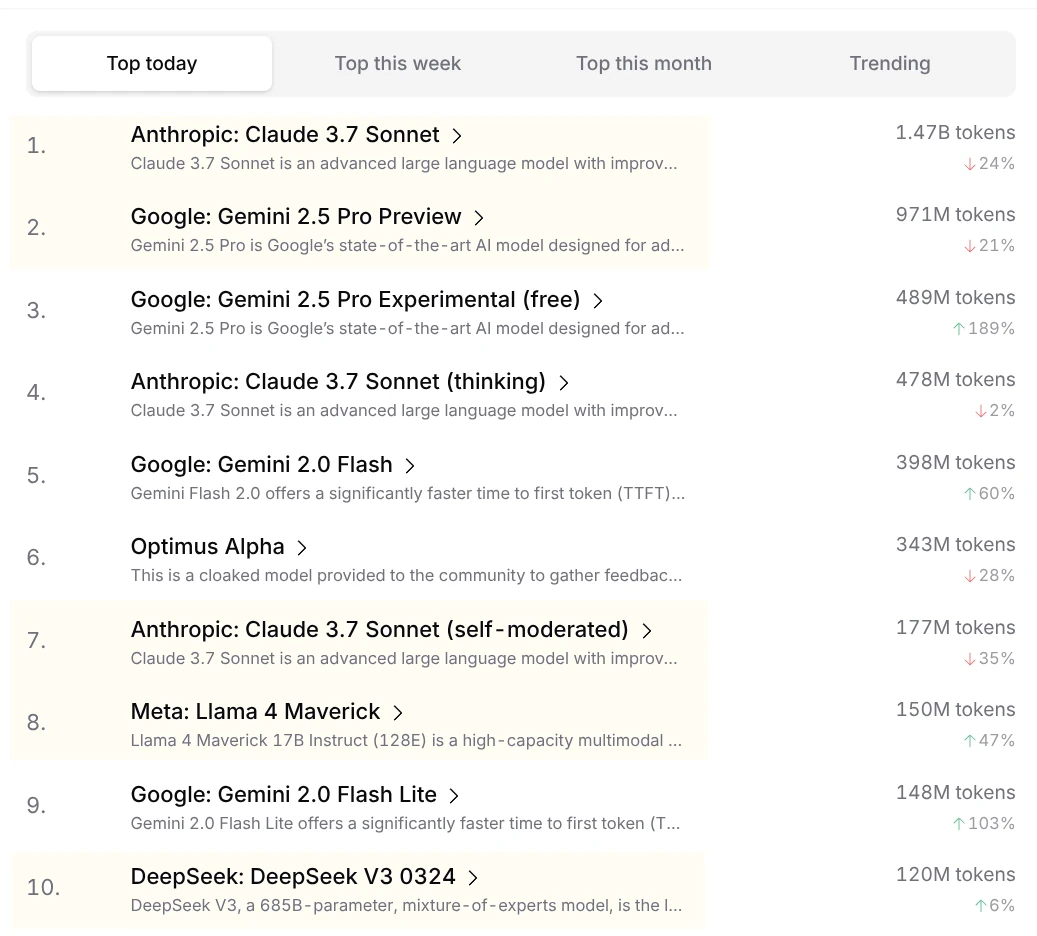 Top today Top this week Top this month Trending
1. Anthropic: Claude 3.7 Sonnet > 1.47B tokens
Claude 3.7 Sonnet is an advanced large language model with improv... ↓24%
2. Google: Gemini 2.5 Pro Preview > 971M tokens
Gemini 2.5 Pro is Google’s state-of-the-art AI model designed for ad... ↓21%
3. Google: Gemini 2.5 Pro Experimental (free) > 489M tokens
Gemini 2.5 Pro is Google’s state-of-the-art AI model designed for ad... ↑189%
4. Anthropic: Claude 3.7 Sonnet (thinking) > 478M tokens
Claude 3.7 Sonnet is an advanced large language model with improv... ↓2%
5. Google: Gemini 2.0 Flash > 398M tokens
Gemini Flash 2.0 offers a significantly faster time to first token (TTFT)... ↑60%
6. Optimus Alpha > 343M tokens
This is a cloaked model provided to the community to gather feedbac... ↓28%
7. Anthropic: Claude 3.7 Sonnet (self-moderated) > 177M tokens
Claude 3.7 Sonnet is an advanced large language model with improv... ↓35%
8. Meta: Llama 4 Maverick > 150M tokens
Llama 4 Maverick 17B Instruct (128E) is a high-capacity multimodal ... ↑47%
9. Google: Gemini 2.0 Flash Lite > 148M tokens
Gemini 2.0 Flash Lite offers a significantly faster time to first token (T... ↑103%
10. DeepSeek: DeepSeek V3 0324 > 120M tokens
DeepSeek V3, a 685B-parameter, mixture-of-experts model, is the l... ↑6%